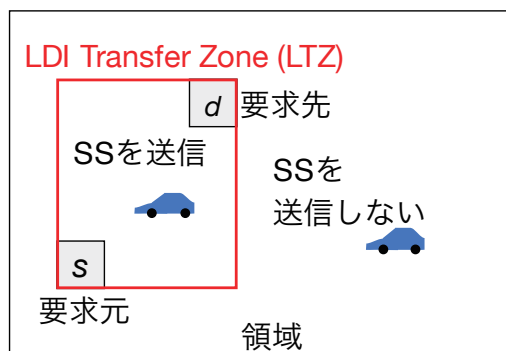 LDI Transfer Zone (LTZ)
d 要求先
SSを送信
SSを
送信しない
s
要求元
領域